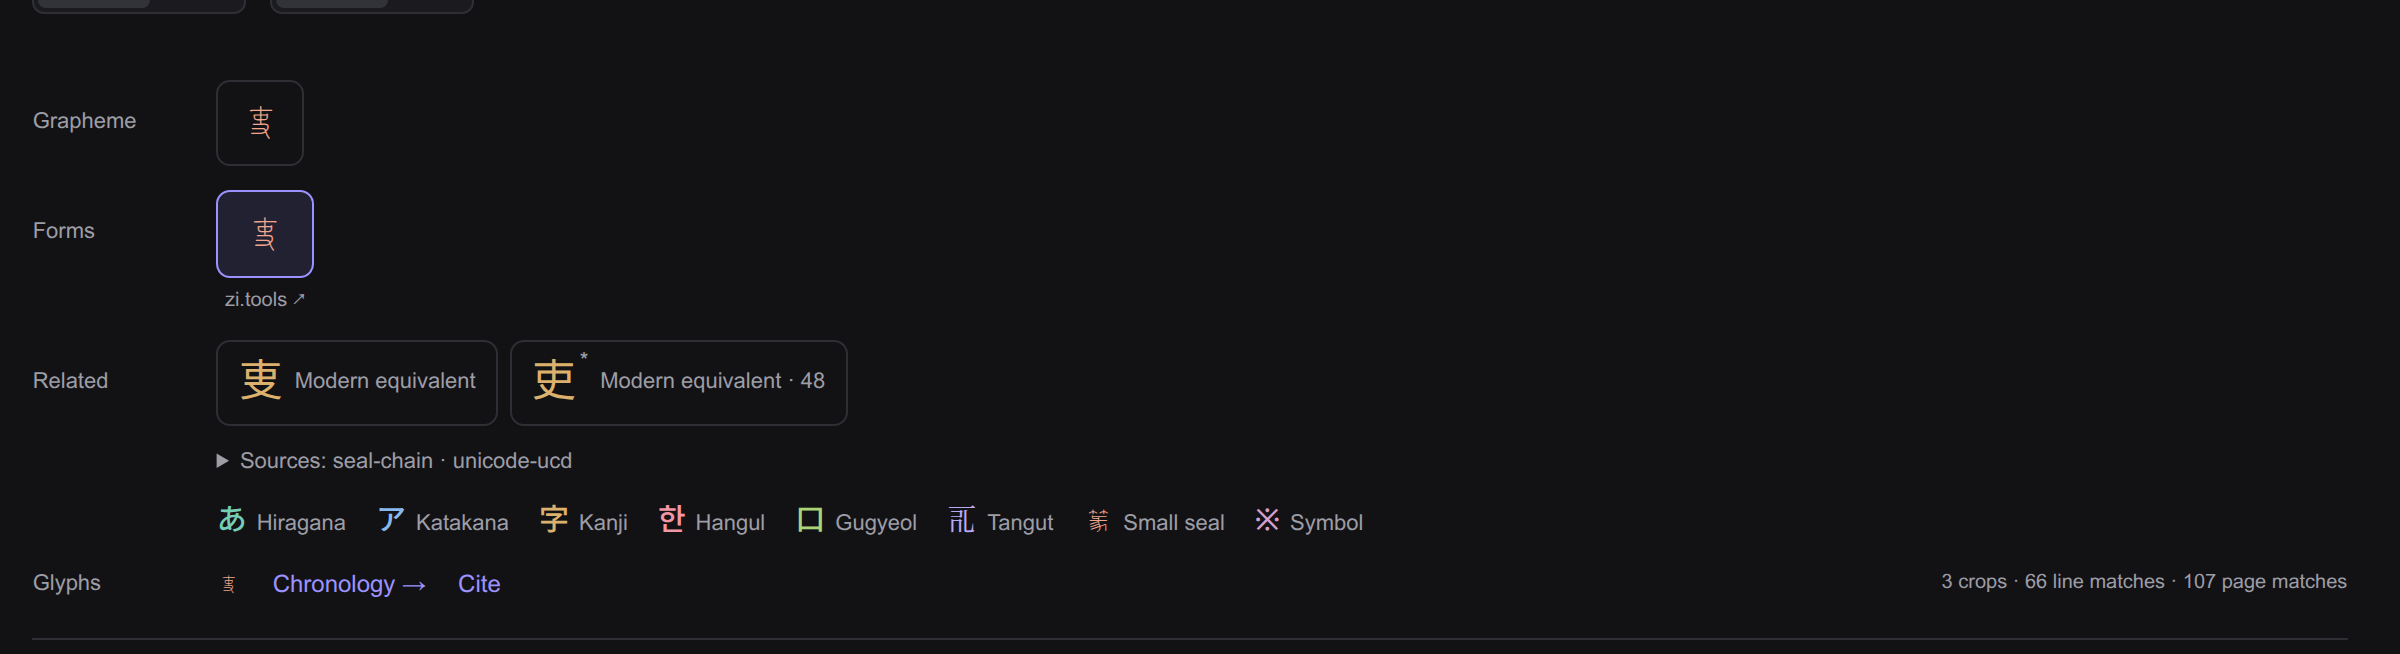 Grapheme
Forms
zi.tools ↗
Related
叓 Modern equivalent
吏* Modern equivalent · 48
▶ Sources: seal-chain · unicode-ucd
あ Hiragana ア Katakana 字 Kanji 한 Hangul 口 Gugyeol Tangut Small seal ※ Symbol
Glyphs Chronology → Cite 3 crops · 66 line matches · 107 page matches